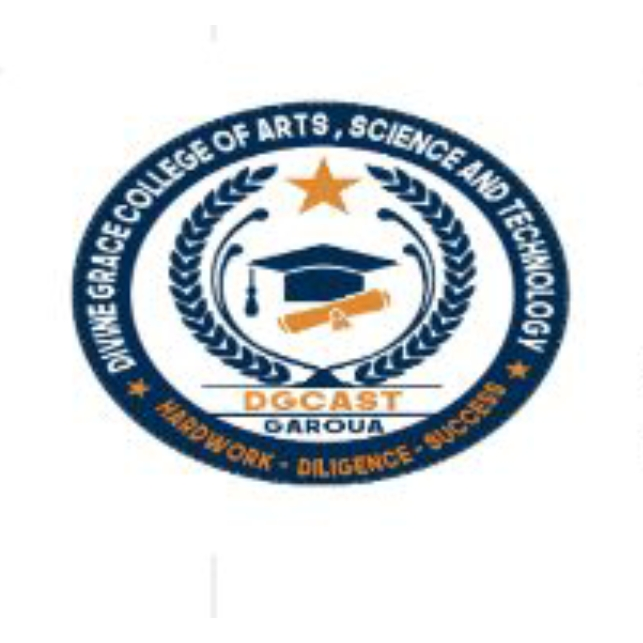 DIVINE GRACE COLLEGE OF ARTS, SCIENCE AND TECHNOLOGY
DGCAST
GAROUA
HARDWORK - DILIGENCE - SUCCESS